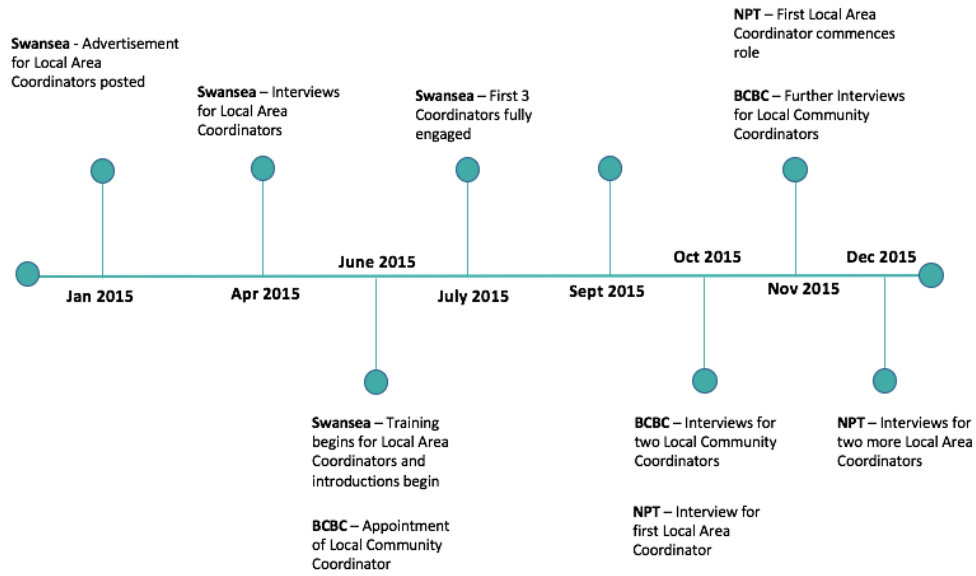 Swansea - Advertisement
for Local Area
Coordinators posted
Swansea – Interviews
for Local Area
Coordinators
Swansea – First 3
Coordinators fully
engaged
NPT – First Local Area
Coordinator commences
role
BCBC – Further Interviews
for Local Community
Coordinators
Jan 2015
Apr 2015
June 2015
July 2015
Sept 2015
Oct 2015
Nov 2015
Dec 2015
Swansea – Training
begins for Local Area
Coordinators and
introductions begin
BCBC – Appointment
of Local Community
Coordinator
BCBC – Interviews for
two Local Community
Coordinators
NPT – Interview for
first Local Area
Coordinator
NPT – Interviews for
two more Local Area
Coordinators